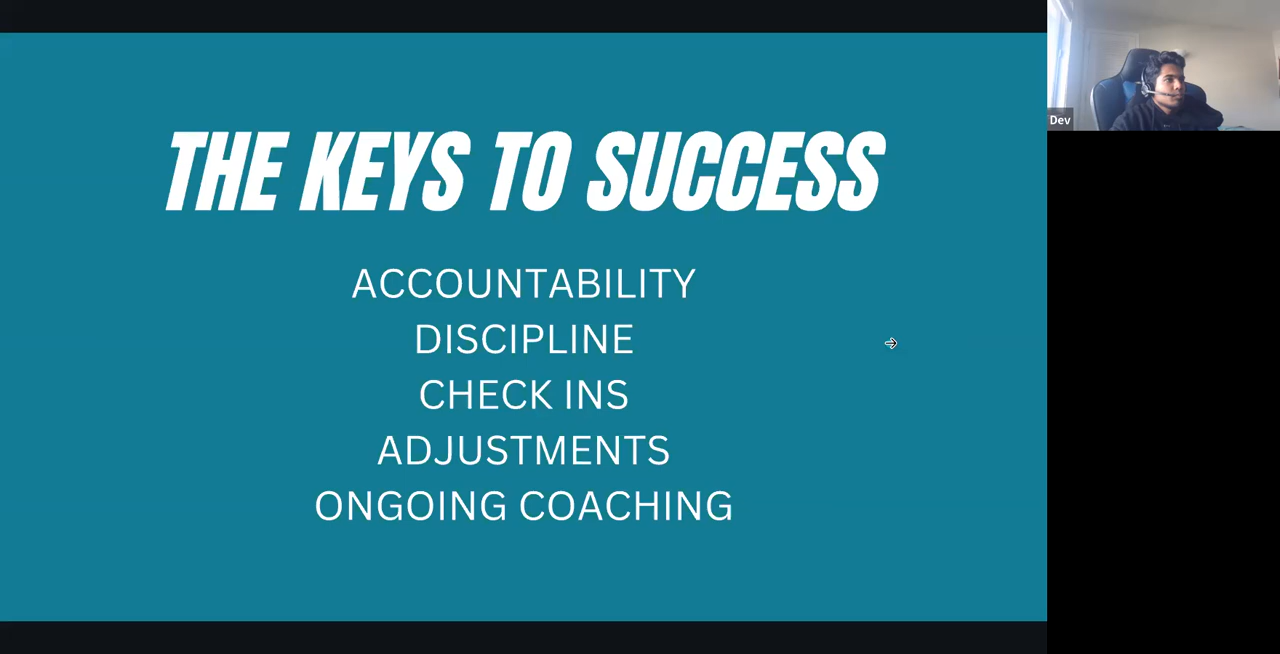 THE KEYS TO SUCCESS
ACCOUNTABILITY
DISCIPLINE
CHECK INS
ADJUSTMENTS
ONGOING COACHING
Dev